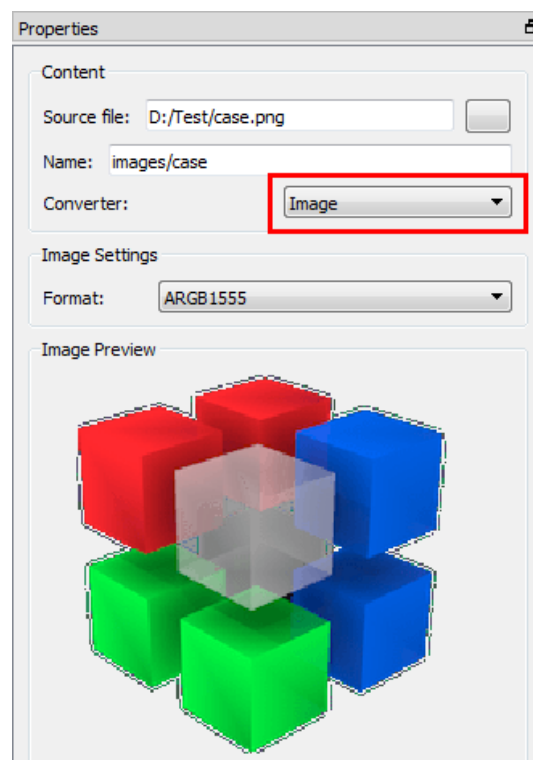 Properties
Content
Source file: D:/Test/case.png
Name: images/case
Converter: Image
Image Settings
Format: ARGB1555
Image Preview